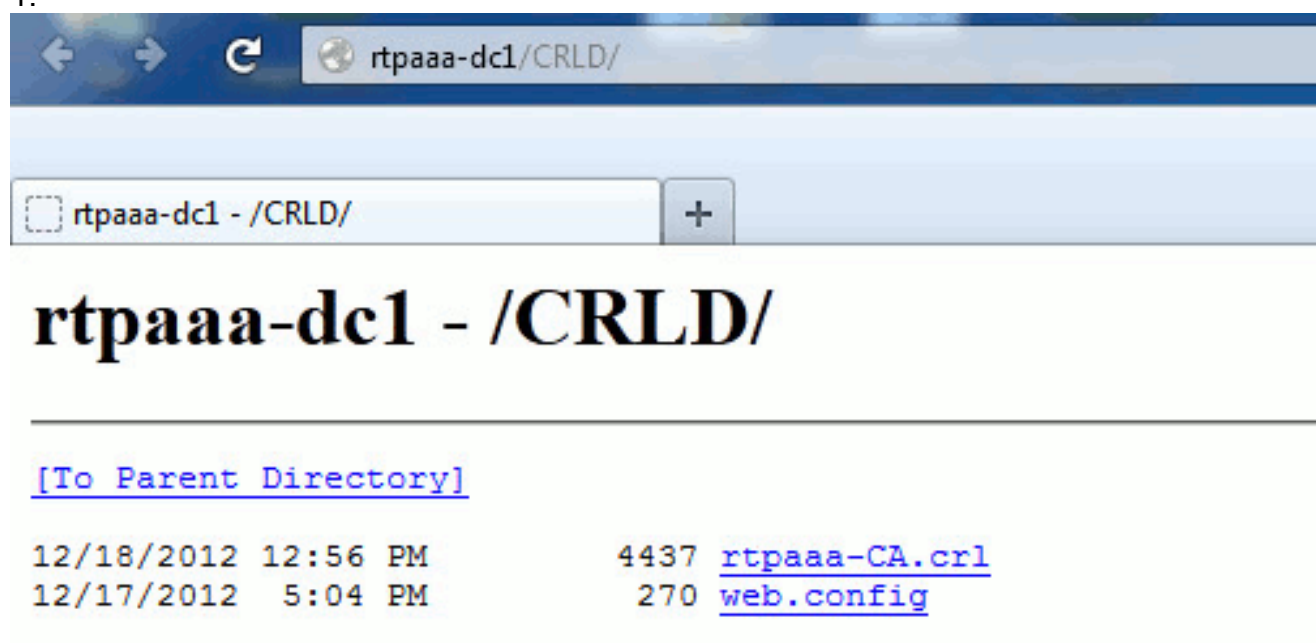 rtpaaa-dc1/CRLD/
rtpaaa-dc1 - /CRLD/
+
rtpaaa-dc1 - /CRLD/
[To Parent Directory]
12/18/2012 12:56 PM 4437 rtpaaa-CA.crl
12/17/2012 5:04 PM 270 web.config